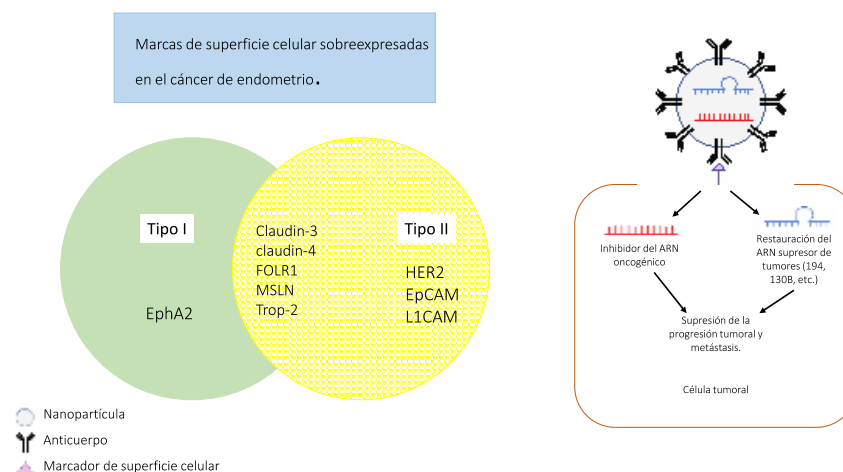 Marcas de superficie celular sobreexpresadas
en el cáncer de endometrio.
Tipo I
EphA2
Claudin-3
claudin-4
FOLR1
MSLN
Trop-2
Tipo II
HER2
EpCAM
L1CAM
Nanopartícula
Anticuerpo
Marcador de superficie celular
Inhibidor del ARN
oncogénico
Restauración del
ARN supresor de
tumores (194,
130B, etc.)
Supresión de la
progresión tumoral y
metástasis.
Célula tumoral